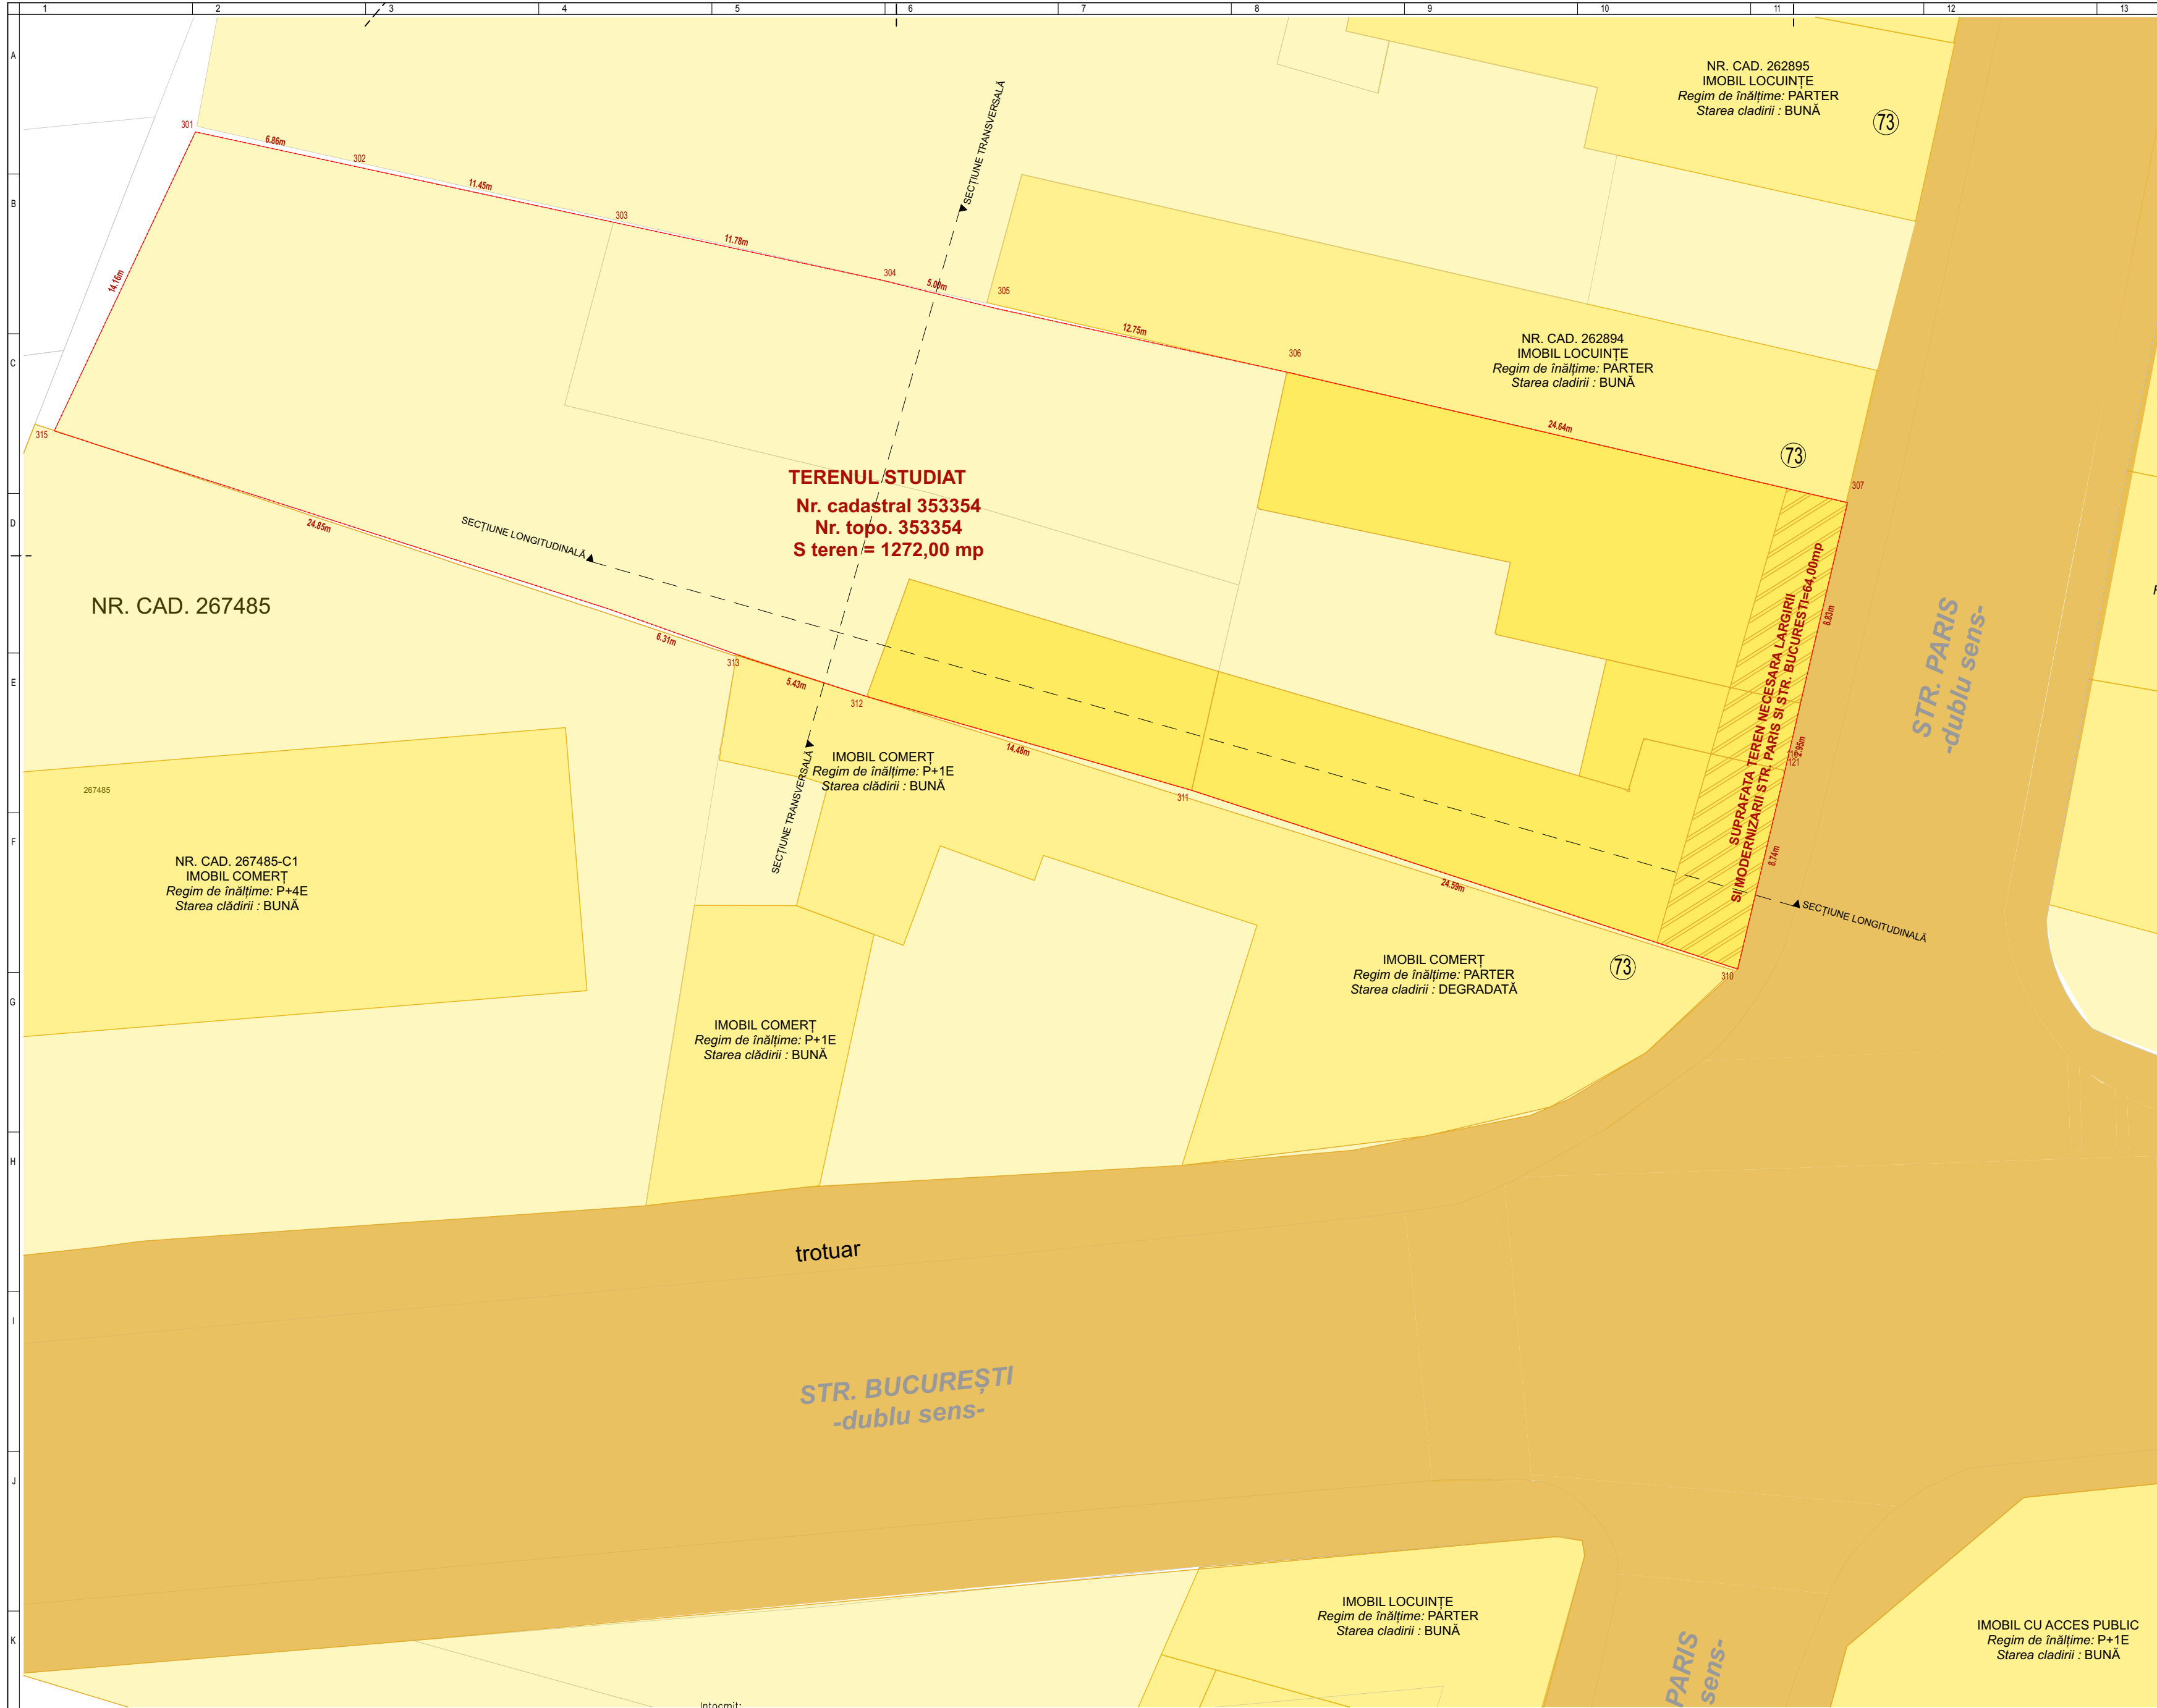 1 2 3 4 5 6 7 8 9 10 11 12 13
A
B
C
D
E
F
G
H
I
J
K
NR. CAD. 262895
IMOBIL LOCUINȚE
Regim de înălțime: PARTER
Starea cladirii : BUNĂ
73
301
6.86m
302
11.45m
303
11.78m
304
5.00m
305
12.75m
306
24.64m
307
14.16m
SECȚIUNE TRANSVERSALĂ
NR. CAD. 262894
IMOBIL LOCUINȚE
Regim de înălțime: PARTER
Starea cladirii : BUNĂ
73
315
24.85m
SECȚIUNE LONGITUDINALĂ
TERENUL STUDIAT
Nr. cadastral 353354
Nr. topo. 353354
S teren = 1272,00 mp
NR. CAD. 267485
6.31m
313
5.43m
312
14.48m
311
24.59m
310
8.83m
2.95m
121
8.74m
SUPRAFATA TEREN NECESARA LARGIRII
SI MODERNIZARII STR. PARIS SI STR. BUCURESTI=64,00mp
STR. PARIS
-dublu sens-
SECȚIUNE LONGITUDINALĂ
SECȚIUNE TRANSVERSALĂ
IMOBIL COMERȚ
Regim de înălțime: P+1E
Starea clădirii : BUNĂ
267485
NR. CAD. 267485-C1
IMOBIL COMERȚ
Regim de înălțime: P+4E
Starea clădirii : BUNĂ
IMOBIL COMERȚ
Regim de înălțime: PARTER
Starea cladirii : DEGRADATĂ
73
IMOBIL COMERȚ
Regim de înălțime: P+1E
Starea clădirii : BUNĂ
trotuar
STR. BUCUREȘTI
-dublu sens-
IMOBIL LOCUINȚE
Regim de înălțime: PARTER
Starea cladirii : BUNĂ
PARIS
sens-
IMOBIL CU ACCES PUBLIC
Regim de înălțime: P+1E
Starea cladirii : BUNĂ
Intocmit: